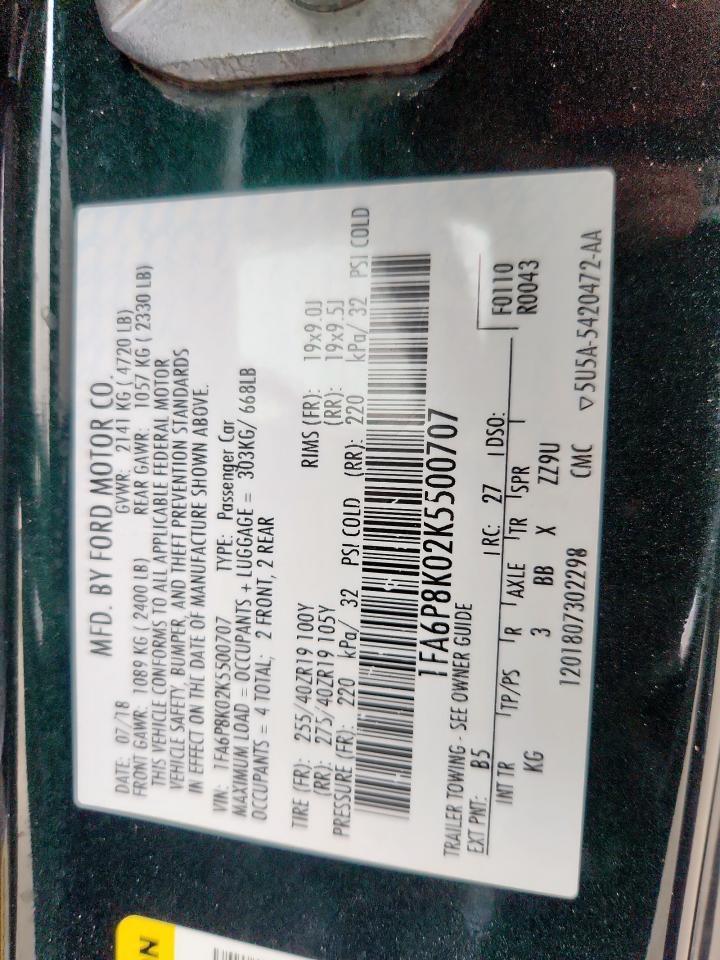 MFD. BY FORD MOTOR CO.
DATE: 07/18 GVWR: 2141 KG ( 4720 LB)
FRONT GAWR: 1089 KG ( 2400 LB) REAR GAWR: 1057 KG ( 2330 LB)
THIS VEHICLE CONFORMS TO ALL APPLICABLE FEDERAL MOTOR
VEHICLE SAFETY, BUMPER, AND THEFT PREVENTION STANDARDS
IN EFFECT ON THE DATE OF MANUFACTURE SHOWN ABOVE.
VIN: 1FA6P8K02K5500707 TYPE: Passenger Car
MAXIMUM LOAD = OCCUPANTS + LUGGAGE = 303KG/ 668LB
OCCUPANTS = 4 TOTAL; 2 FRONT, 2 REAR
TIRE (FR): 255/40ZR19 100Y RIMS (FR): 19x9.0J
(RR): 275/40ZR19 105Y (RR): 19x9.5J
PRESSURE (FR): 220 kPa/ 32 PSI COLD (RR): 220 kPa/ 32 PSI COLD
1FA6P8K02K5500707
TRAILER TOWING - SEE OWNER GUIDE
EXT PNT: B5 RC: 27 DSO: F0110
INT TR TP/PS R AXLE TR SPR R0043
KG 3 BB X ZZ9U
1201807302298 CMC ▽5U5A-5420472-AA
N